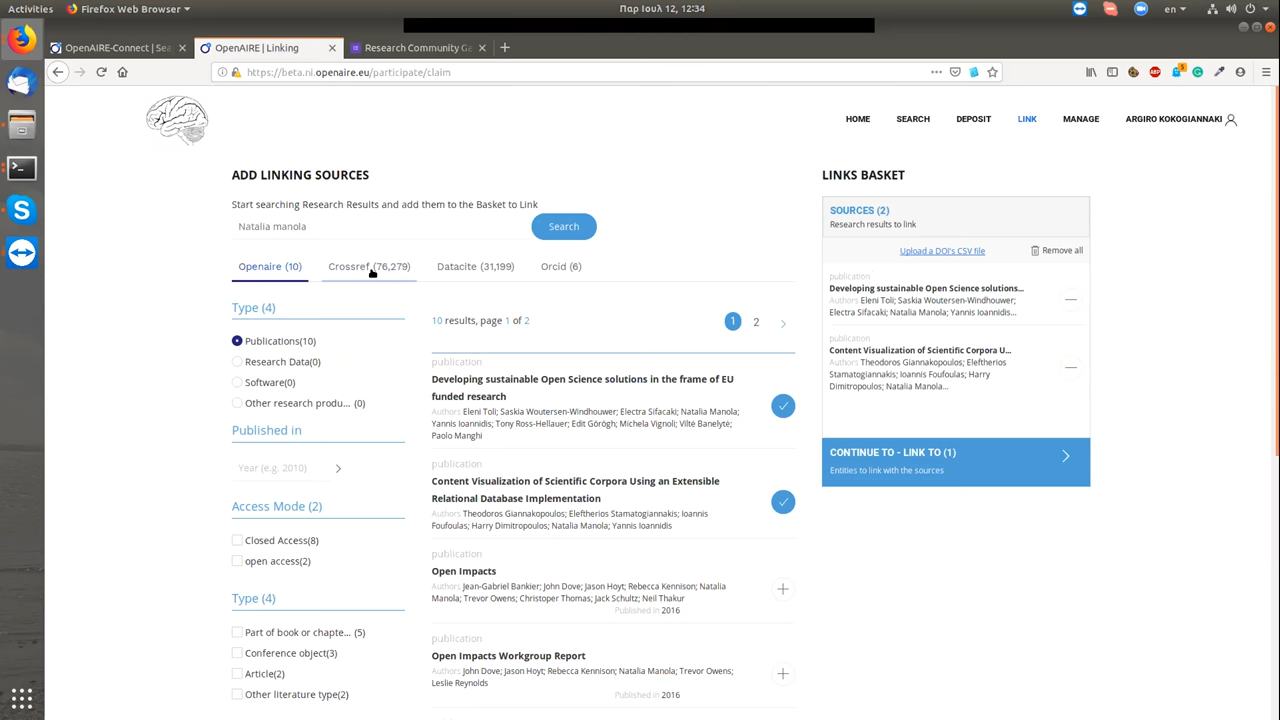 Activities
Firefox Web Browser
Παρ Ιουλ 12, 12:34
en
OpenAIRE-Connect | Sea
OpenAIRE | Linking
Research Community Ga
https://beta.ni.openaire.eu/participate/claim
ABP
5
HOME
SEARCH
DEPOSIT
LINK
MANAGE
ARGIRO KOKOGIANNAKI
ADD LINKING SOURCES
Start searching Research Results and add them to the Basket to Link
Natalia manola
Search
Openaire (10)
Crossref (76,279)
Datacite (31,199)
Orcid (6)
Type (4)
Publications(10)
Research Data(0)
Software(0)
Other research produ... (0)
Published in
Year (e.g. 2010)
Access Mode (2)
Closed Access(8)
open access(2)
Type (4)
Part of book or chapte... (5)
Conference object(3)
Article(2)
Other literature type(2)
10 results, page 1 of 2
1
2
publication
Developing sustainable Open Science solutions in the frame of EU
funded research
Authors Eleni Toli; Saskia Woutersen-Windhouwer; Electra Sifacaki; Natalia Manola;
Yannis Ioannidis; Tony Ross-Hellauer; Edit Görögh; Michela Vignoli; Viltė Banelytė;
Paolo Manghi
publication
Content Visualization of Scientific Corpora Using an Extensible
Relational Database Implementation
Authors Theodoros Giannakopoulos; Eleftherios Stamatogiannakis; Ioannis
Foufoulas; Harry Dimitropoulos; Natalia Manola; Yannis Ioannidis
publication
Open Impacts
Authors Jean-Gabriel Bankier; John Dove; Jason Hoyt; Rebecca Kennison; Natalia
Manola; Trevor Owens; Christoper Thomas; Jack Schultz; Neil Thakur
Published in 2016
publication
Open Impacts Workgroup Report
Authors John Dove; Jason Hoyt; Rebecca Kennison; Natalia Manola; Trevor Owens;
Leslie Reynolds
Published in 2016
LINKS BASKET
SOURCES (2)
Research results to link
Upload a DOI's CSV file
Remove all
publication
Developing sustainable Open Science solutions...
Authors Eleni Toli; Saskia Woutersen-Windhouwer;
Electra Sifacaki; Natalia Manola; Yannis Ioannidis...
publication
Content Visualization of Scientific Corpora U...
Authors Theodoros Giannakopoulos; Eleftherios
Stamatogiannakis; Ioannis Foufoulas; Harry
Dimitropoulos; Natalia Manola...
CONTINUE TO - LINK TO (1)
Entities to link with the sources